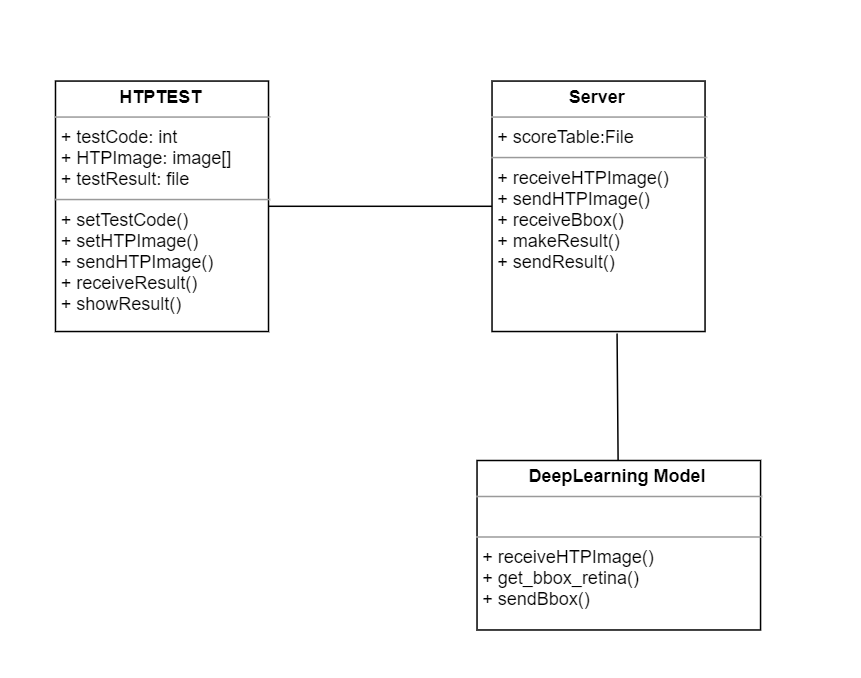 HTPTEST
+ testCode: int
+ HTPImage: image[]
+ testResult: file
+ setTestCode()
+ setHTPImage()
+ sendHTPImage()
+ receiveResult()
+ showResult()
Server
+ scoreTable:File
+ receiveHTPImage()
+ sendHTPImage()
+ receiveBbox()
+ makeResult()
+ sendResult()
DeepLearning Model
+ receiveHTPImage()
+ get_bbox_retina()
+ sendBbox()